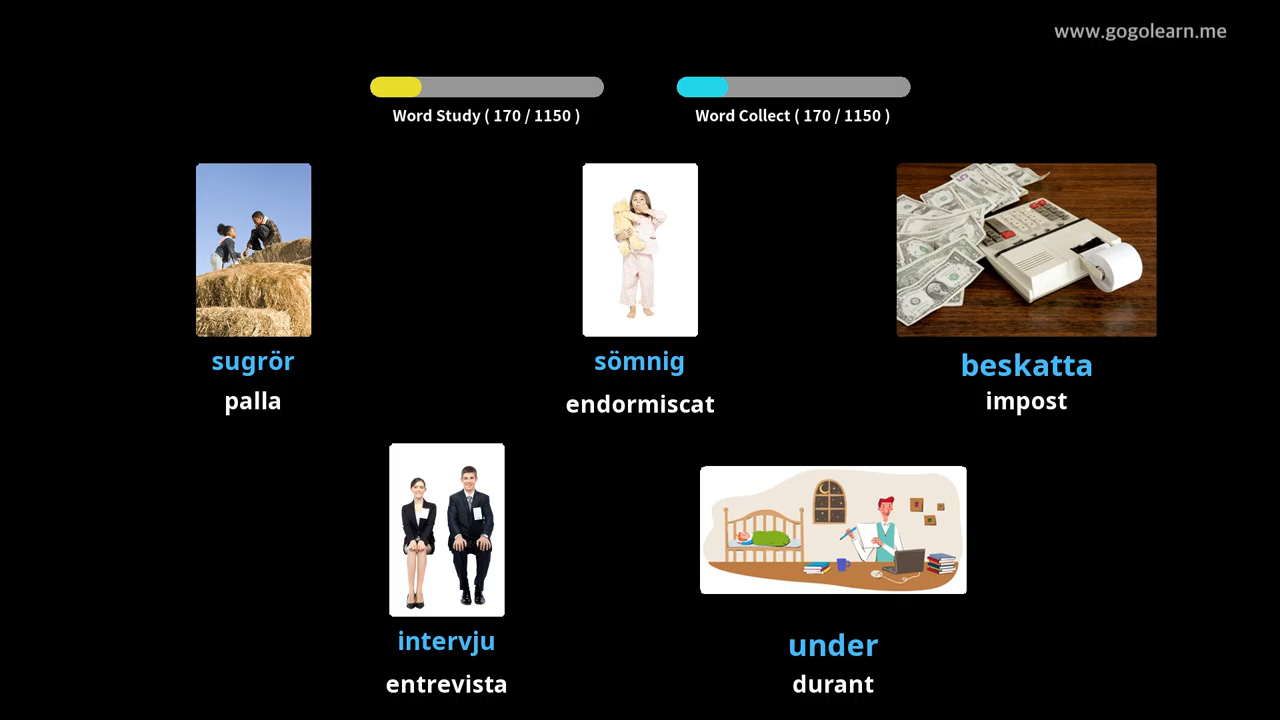 www.gogolearn.me
Word Study ( 170 / 1150 )
Word Collect ( 170 / 1150 )
sugrör
palla
sömnig
endormiscat
beskatta
impost
intervju
entrevista
under
durant